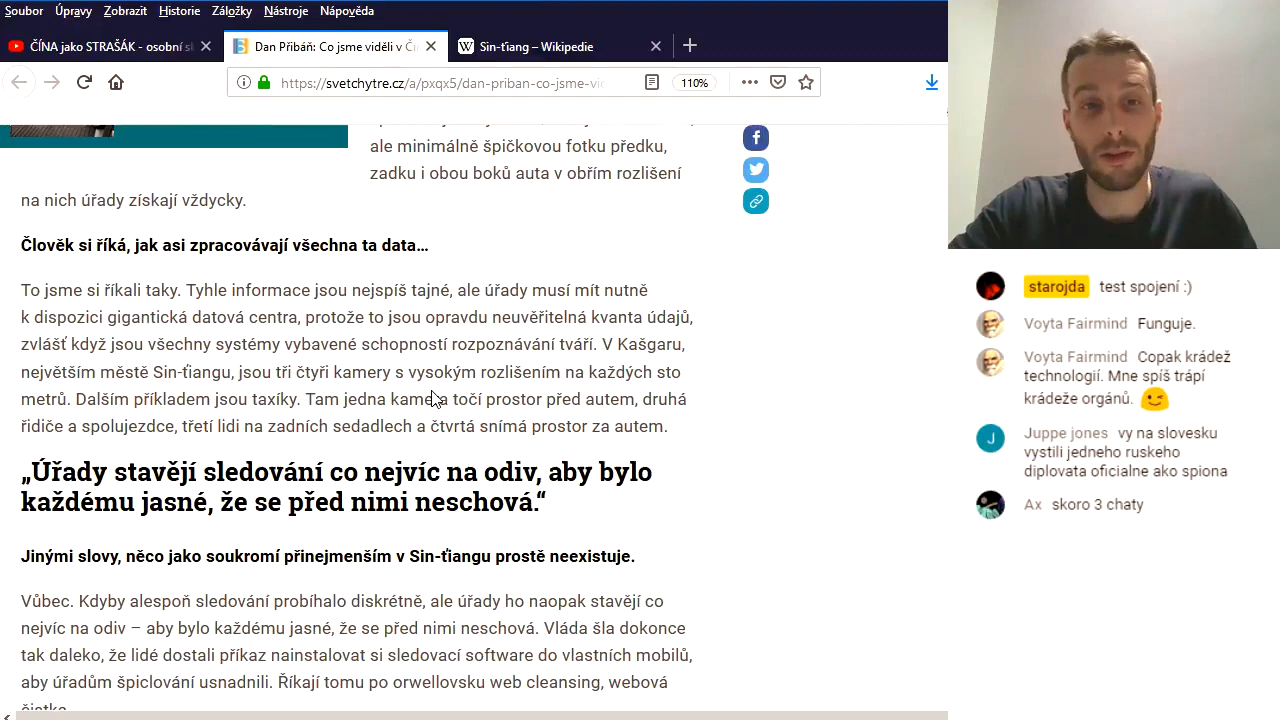 Soubor Úpravy Zobrazit Historie Záložky Nástroje Nápověda
ČÍNA jako STRAŠÁK - osobní
Dan Přibáň: Co jsme viděli v
Sin-ťiang – Wikipedie
https://svetchytre.cz/a/pxqx5/dan-priban-co-jsme-vi
110%
ale minimálně špičkovou fotku předku,
zadku i obou boků auta v obřím rozlišení
na nich úřady získají vždycky.
Člověk si říká, jak asi zpracovávají všechna ta data…
To jsme si říkali taky. Tyhle informace jsou nejspíš tajné, ale úřady musí mít nutně
k dispozici gigantická datová centra, protože to jsou opravdu neuvěřitelná kvanta údajů,
zvlášť když jsou všechny systémy vybavené schopností rozpoznávání tváří. V Kašgaru,
největším městě Sin-ťiangu, jsou tři čtyři kamery s vysokým rozlišením na každých sto
metrů. Dalším příkladem jsou taxíky. Tam jedna kamera točí prostor před autem, druhá
řidiče a spolujezdce, třetí lidi na zadních sedadlech a čtvrtá snímá prostor za autem.
„Úřady stavějí sledování co nejvíc na odiv, aby bylo
každému jasné, že se před nimi neschová.“
Jinými slovy, něco jako soukromí přinejmenším v Sin-ťiangu prostě neexistuje.
Vůbec. Kdyby alespoň sledování probíhalo diskrétně, ale úřady ho naopak stavějí co
nejvíc na odiv – aby bylo každému jasné, že se před nimi neschová. Vláda šla dokonce
tak daleko, že lidé dostali příkaz nainstalovat si sledovací software do vlastních mobilů,
aby úřadům špiclování usnadnili. Říkají tomu po orwellovsku web cleansing, webová
starojda test spojení :)
Voyta Fairmind Funguje.
Voyta Fairmind Copak krádež
technologií. Mne spíš trápí
krádeže orgánů.
J Juppe jones vy na slovesku
vystili jedneho ruskeho
diplovata oficialne ako spiona
Ax skoro 3 chaty